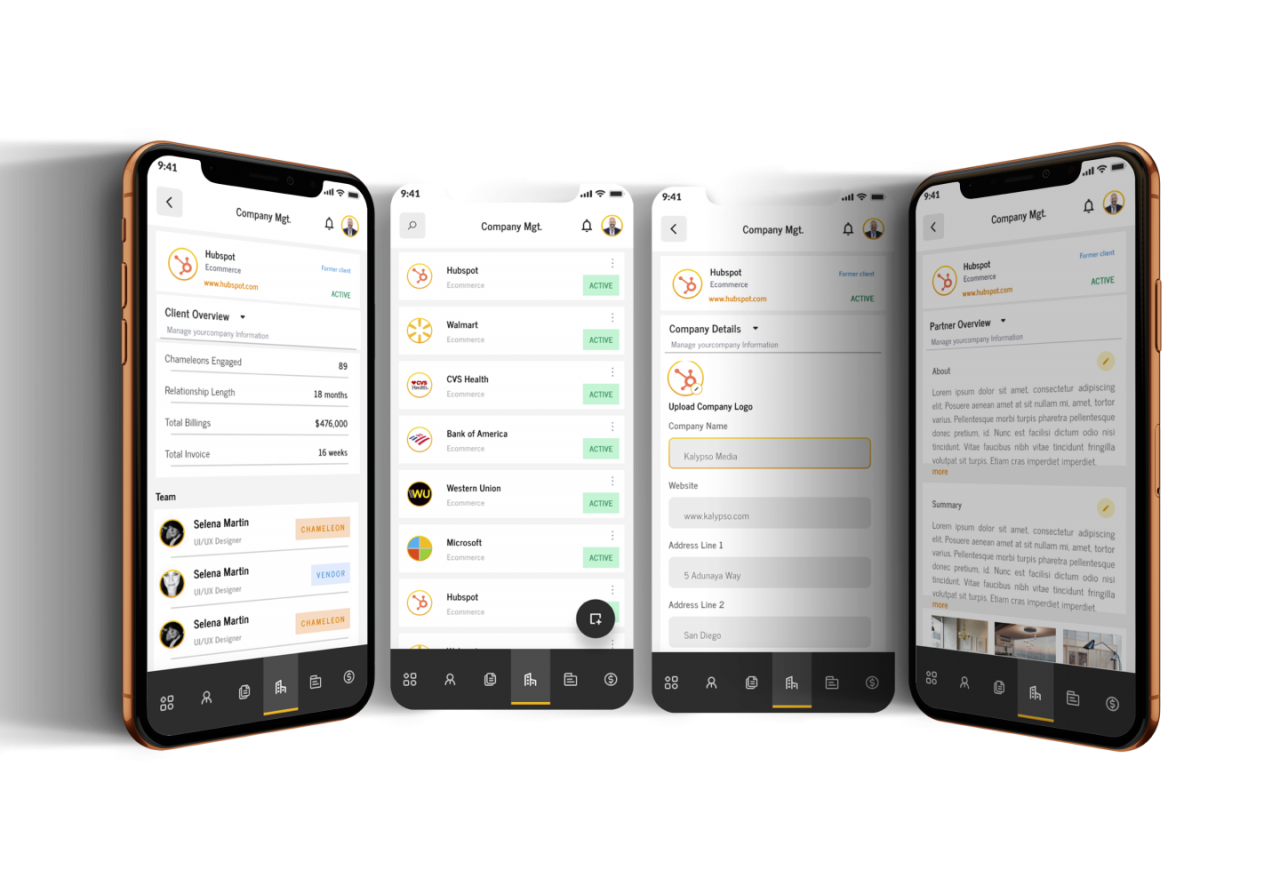 9:41
Company Mgt.
Hubspot
Ecommerce
www.hubspot.com
Former client
ACTIVE
Client Overview
Manage yourcompany Information
Chameleons Engaged 89
Relationship Length 18 months
Total Billings $476,000
Total Invoice 16 weeks
Team
Selena Martin
UI/UX Designer
CHAMELEON
Selena Martin
UI/UX Designer
VENDOR
Selena Martin
UI/UX Designer
CHAMELEON
9:41
Company Mgt.
Hubspot
Ecommerce
ACTIVE
Walmart
Ecommerce
ACTIVE
CVS Health
CVS Health
Ecommerce
ACTIVE
Bank of America
Ecommerce
ACTIVE
WU
Western Union
Ecommerce
ACTIVE
Microsoft
Ecommerce
ACTIVE
Hubspot
Ecommerce
9:41
Company Mgt.
Hubspot
Ecommerce
www.hubspot.com
Former client
ACTIVE
Company Details
Manage yourcompany Information
Upload Company Logo
Company Name
Kalypso Media
Website
www.kalypso.com
Address Line 1
5 Adunaya Way
Address Line 2
San Diego
9:41
Company Mgt.
Hubspot
Ecommerce
www.hubspot.com
Former client
ACTIVE
Partner Overview
Manage yourcompany Information
About
Lorem ipsum dolor sit amet, consectetur adipiscing
elit. Posuere aenean amet at sit nullam mi, amet, tortor
varius. Pellentesque morbi turpis pharetra pellentesque
donec pretium, id. Nunc est facilisi dictum odio nisi
tincidunt. Vitae faucibus nibh vitae tincidunt fringilla
volutpat sit turpis. Etiam cras imperdiet imperdiet.
more
Summary
Lorem ipsum dolor sit amet, consectetur adipiscing
elit. Posuere aenean amet at sit nullam mi, amet, tortor
varius. Pellentesque morbi turpis pharetra pellentesque
donec pretium, id. Nunc est facilisi dictum odio nisi
tincidunt. Vitae faucibus nibh vitae tincidunt fringilla
volutpat sit turpis. Etiam cras imperdiet imperdiet.
more